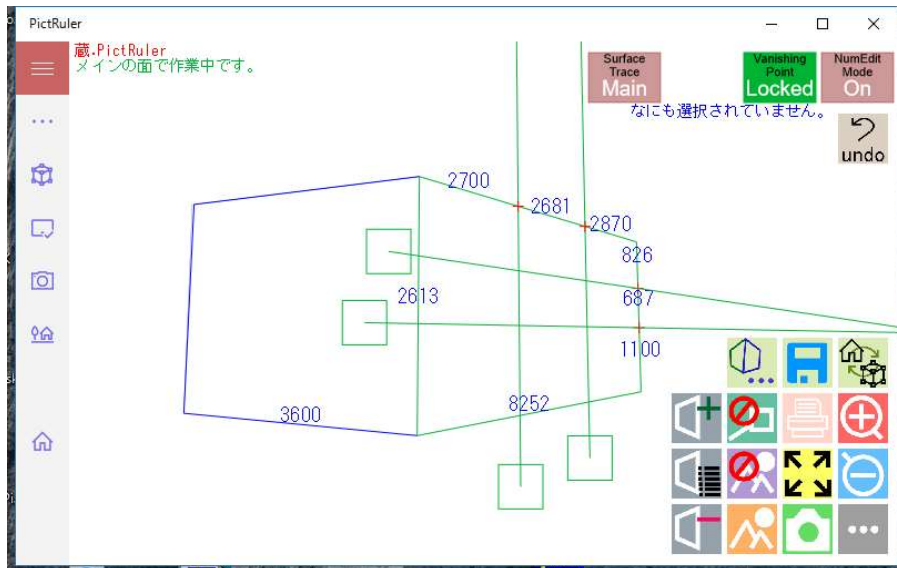 PictRuler
蔵.PictRuler
メインの面で作業中です。
Surface
Trace
Main
Vanishing
Point
Locked
NumEdit
Mode
On
なにも選択されていません。
undo
2700
2681
2870
826
2613
687
1100
3600
8252